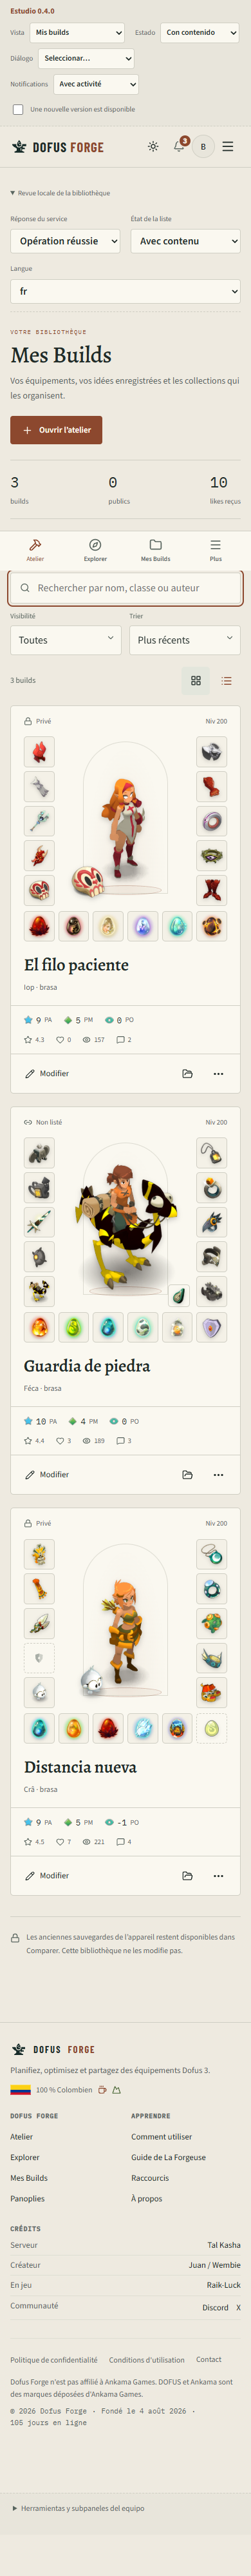 Estudio 0.4.0
Vista Mis builds Estado Con contenido
Diálogo Seleccionar...
Notifications Avec activité
Une nouvelle version est disponible
DOFUS FORGE 3 B
▼ Revue locale de la bibliothèque
Réponse du service État de la liste
Opération réussie Avec contenu
Langue
fr
VOTRE BIBLIOTHÈQUE
Mes Builds
Vos équipements, vos idées enregistrées et les collections qui
les organisent.
Ouvrir l'atelier
3 0 10
builds publics likes reçus
Atelier Explorer Mes Builds Plus
Rechercher par nom, classe ou auteur
Visibilité Trier
Toutes Plus récents
3 builds
Privé Niv 200
El filo paciente
Iop · brasa
9 PA 5 PM 0 PO
4.3 0 157 2
Modifier
Non listé Niv 200
Guardia de piedra
Féca · brasa
10 PA 4 PM 0 PO
4.4 3 189 3
Modifier
Privé Niv 200
Distancia nueva
Crâ · brasa
9 PA 5 PM -1 PO
4.5 7 221 4
Modifier
Les anciennes sauvegardes de l'appareil restent disponibles dans
Comparer. Cette bibliothèque ne les modifie pas.
DOFUS FORGE
Planifiez, optimisez et partagez des équipements Dofus 3.
100 % Colombien
DOFUS FORGE APPRENDRE
Atelier Comment utiliser
Explorer Guide de La Forgeuse
Mes Builds Raccourcis
Panoplies À propos
CRÉDITS
Serveur Tal Kasha
Créateur Juan / Wembie
En jeu Raik-Luck
Communauté Discord X
Politique de confidentialité Conditions d'utilisation Contact
Dofus Forge n'est pas affilié à Ankama Games. DOFUS et Ankama sont
des marques déposées d'Ankama Games.
© 2026 Dofus Forge · Fondé le 4 août 2026 ·
105 jours en ligne
▶ Herramientas y subpaneles del equipo